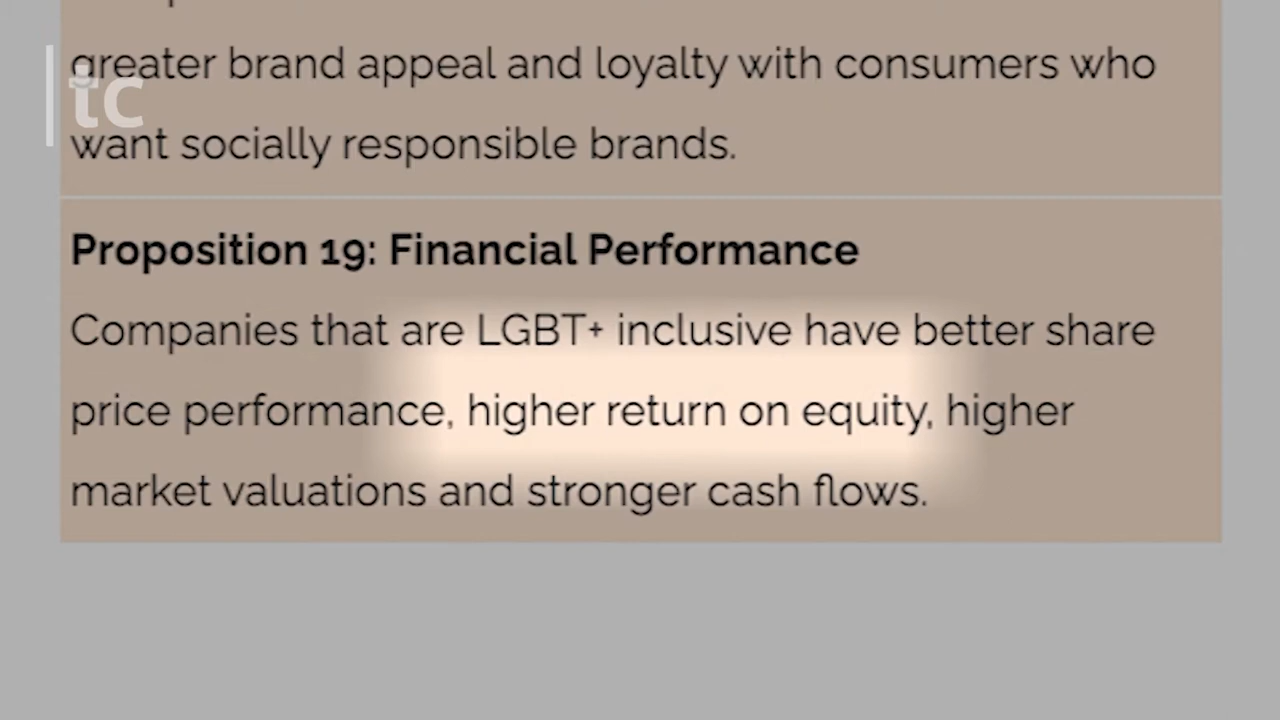 greater brand appeal and loyalty with consumers who
tc
want socially responsible brands.
Proposition 19: Financial Performance
Companies that are LGBT+ inclusive have better share
price performance, higher return on equity, higher
market valuations and stronger cash flows.